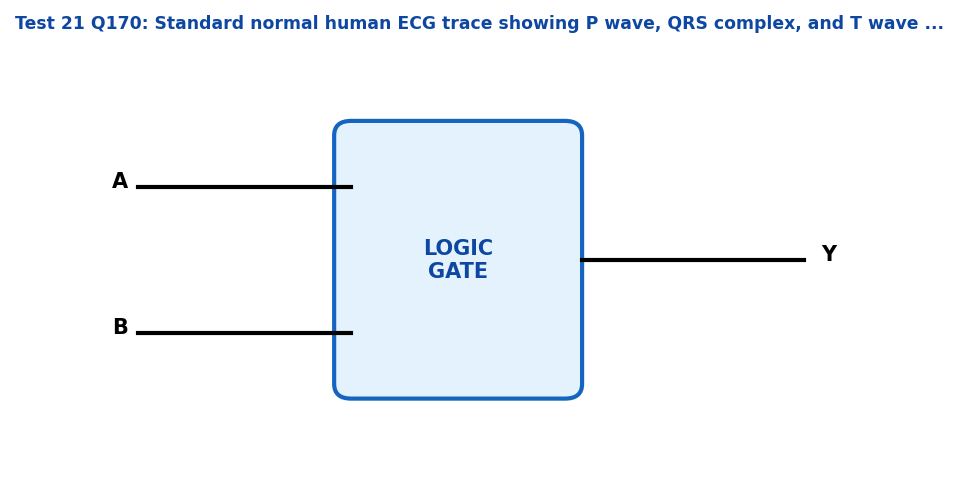 Test 21 Q170: Standard normal human ECG trace showing P wave, QRS complex, and T wave ...
A
LOGIC
GATE
Y
B